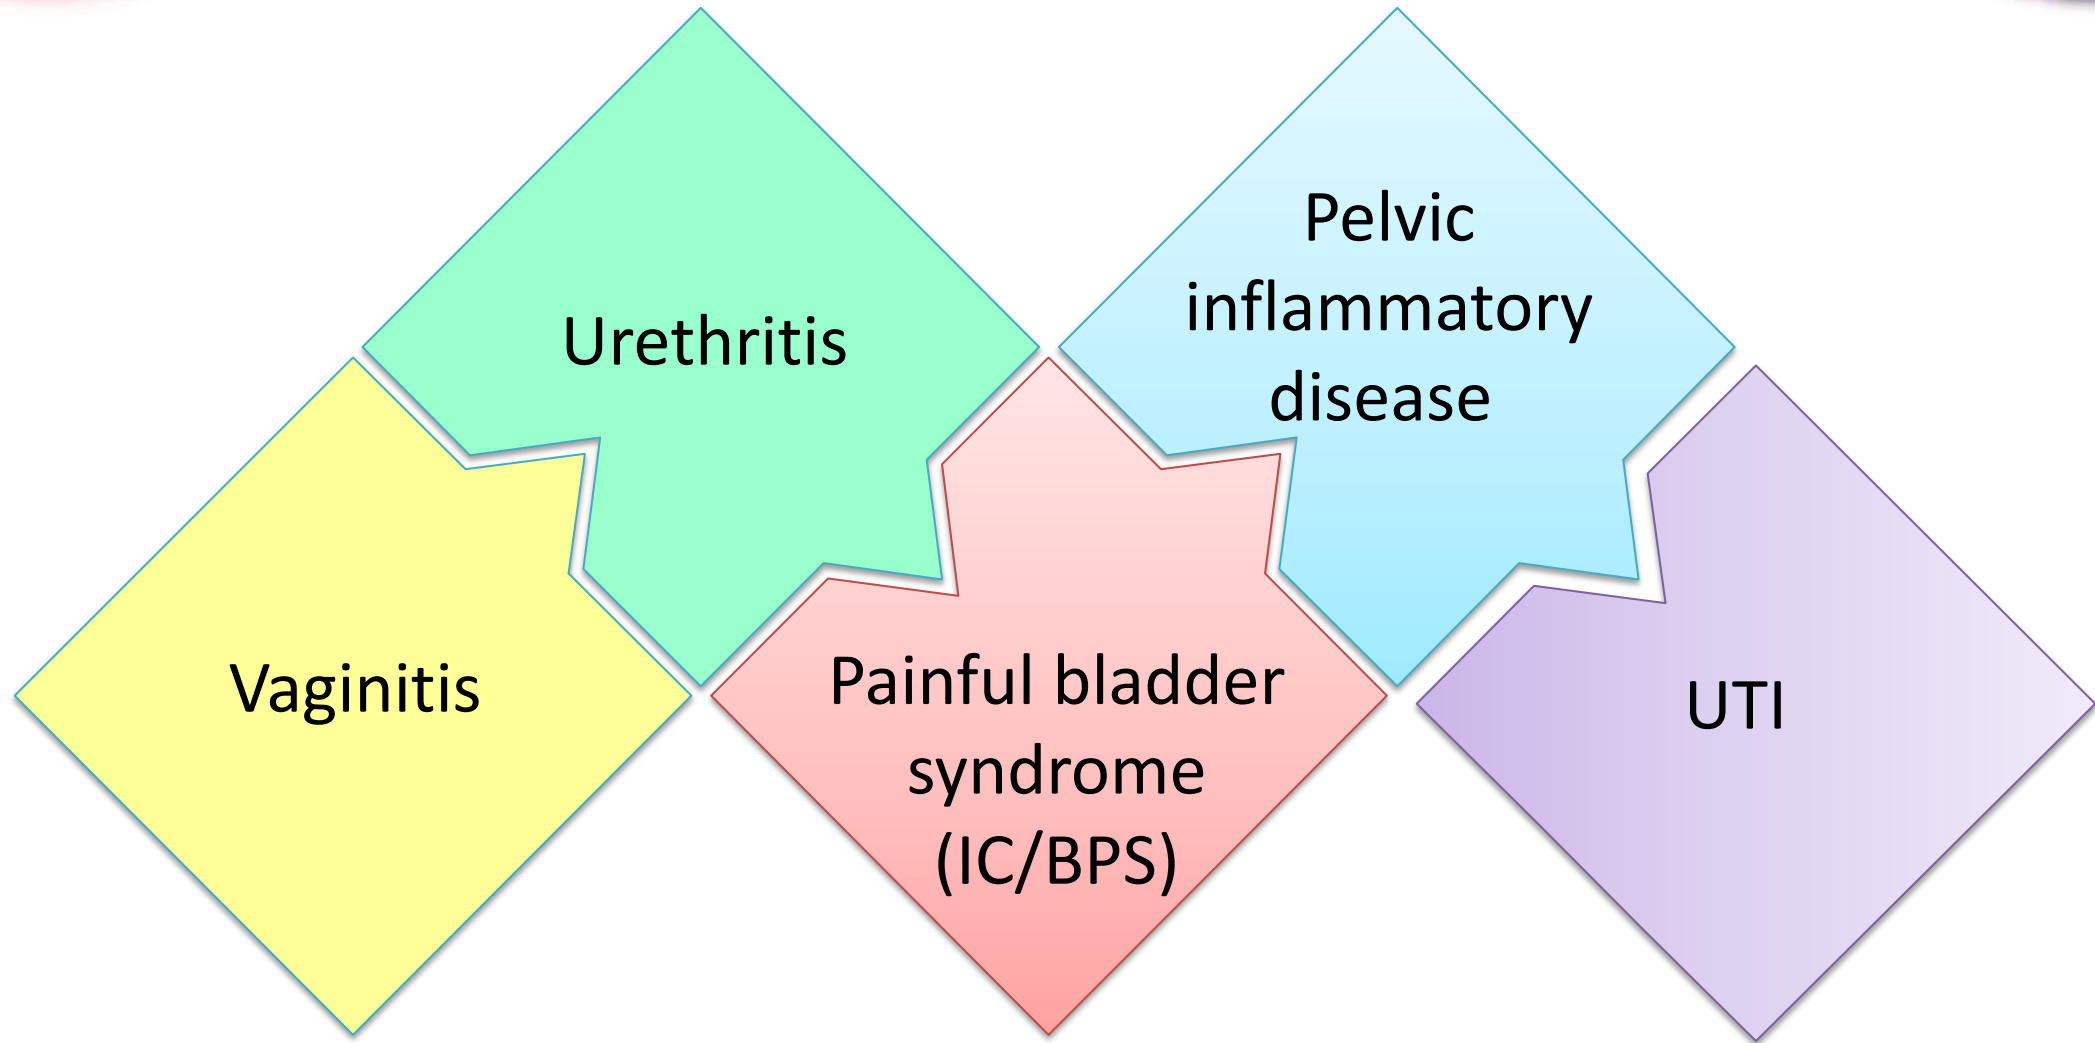 Urethritis
Pelvic
inflammatory
disease
Vaginitis
Painful bladder
syndrome
(IC/BPS)
UTI